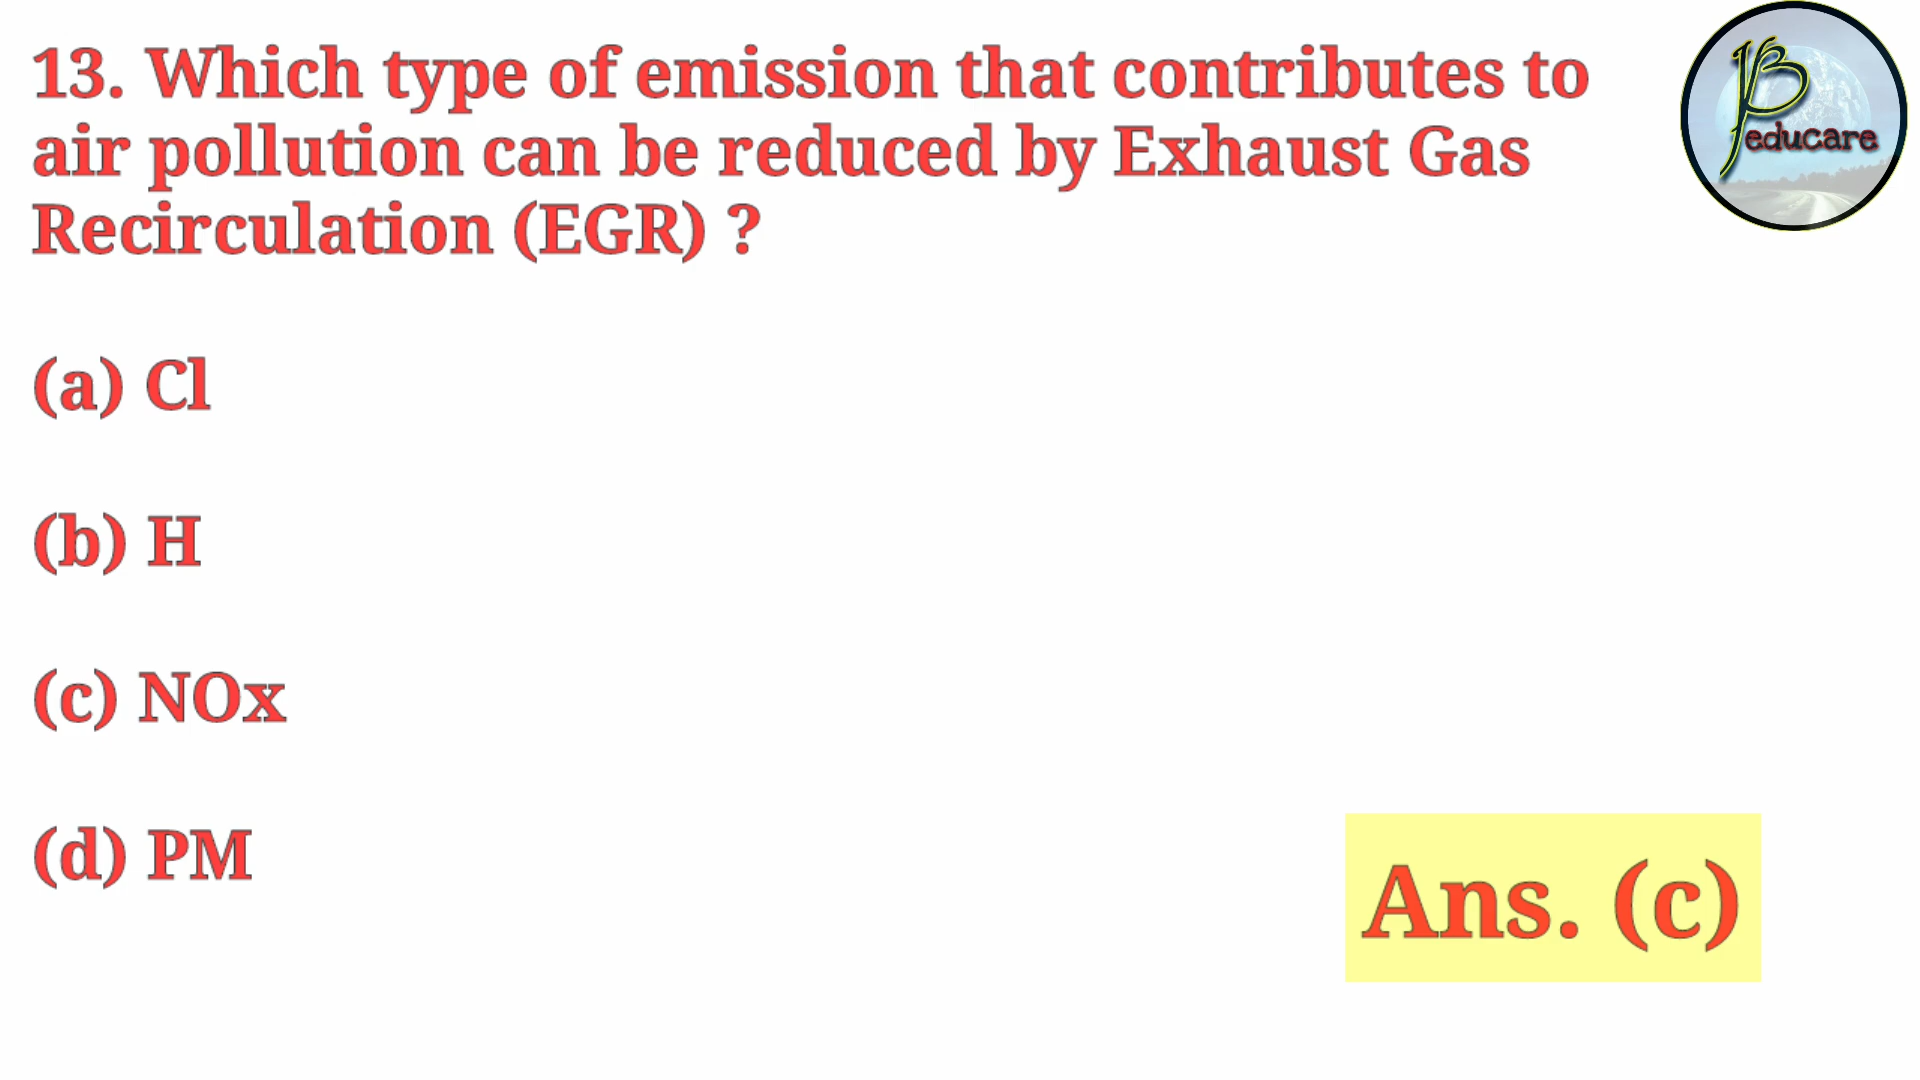 13. Which type of emission that contributes to
air pollution can be reduced by Exhaust Gas
Recirculation (EGR) ?
(a) Cl
(b) H
(c) NOx
(d) PM
Ans. (c)
educare